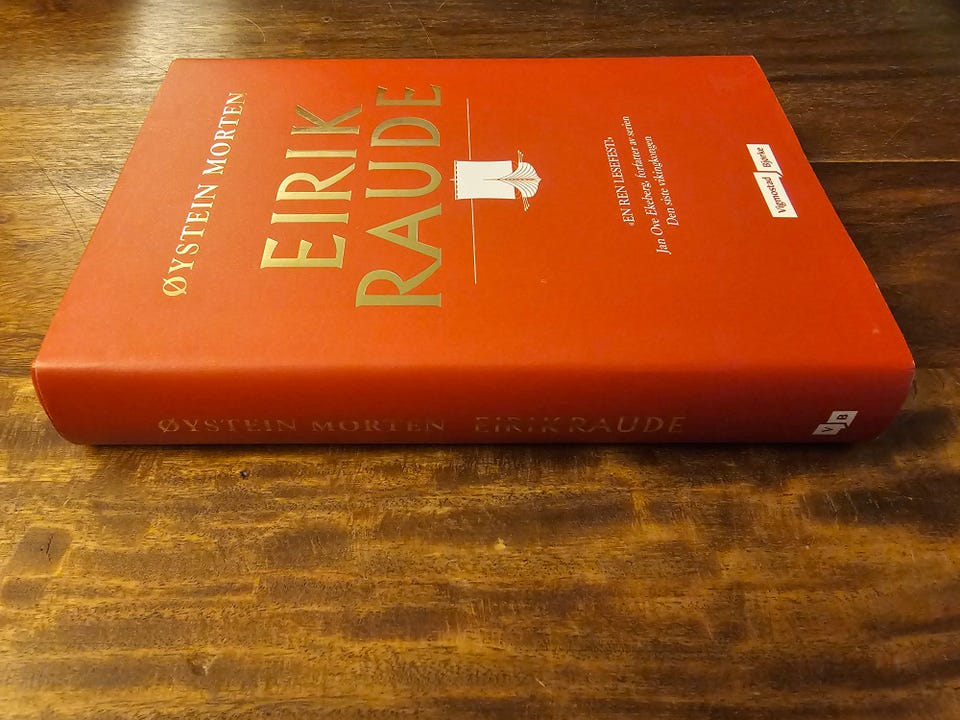 ØYSTEIN MORTEN
EIRIK
RAUDE
«EN REN LESEFEST!»
Jan Ove Ekeberg, forfatter av serien
Den siste vikingkongen
Vigmostad Bjørke
ØYSTEIN MORTEN EIRIK RAUDE
V B